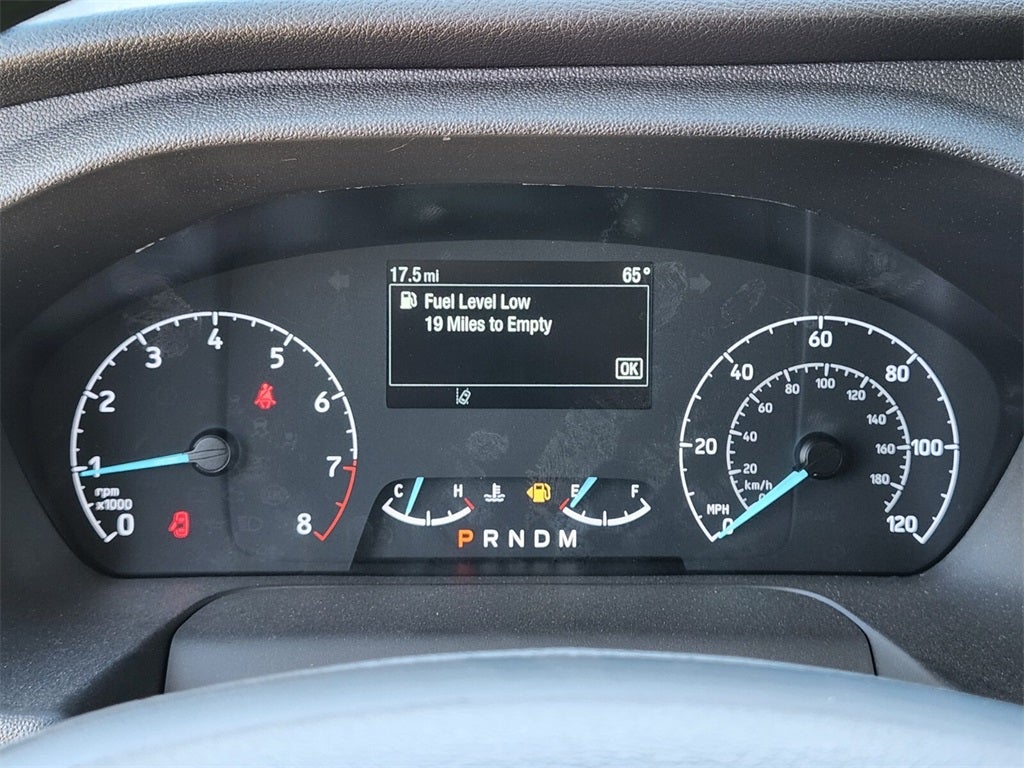 17.5 mi 65°
Fuel Level Low
19 Miles to Empty
OK
0 1 2 3 4 5 6 7 8
rpm
x1000
C H
E F
P R N D M
0 20 40 60 80 100 120
MPH
0 20 40 60 80 100 120 140 160 180
km/h